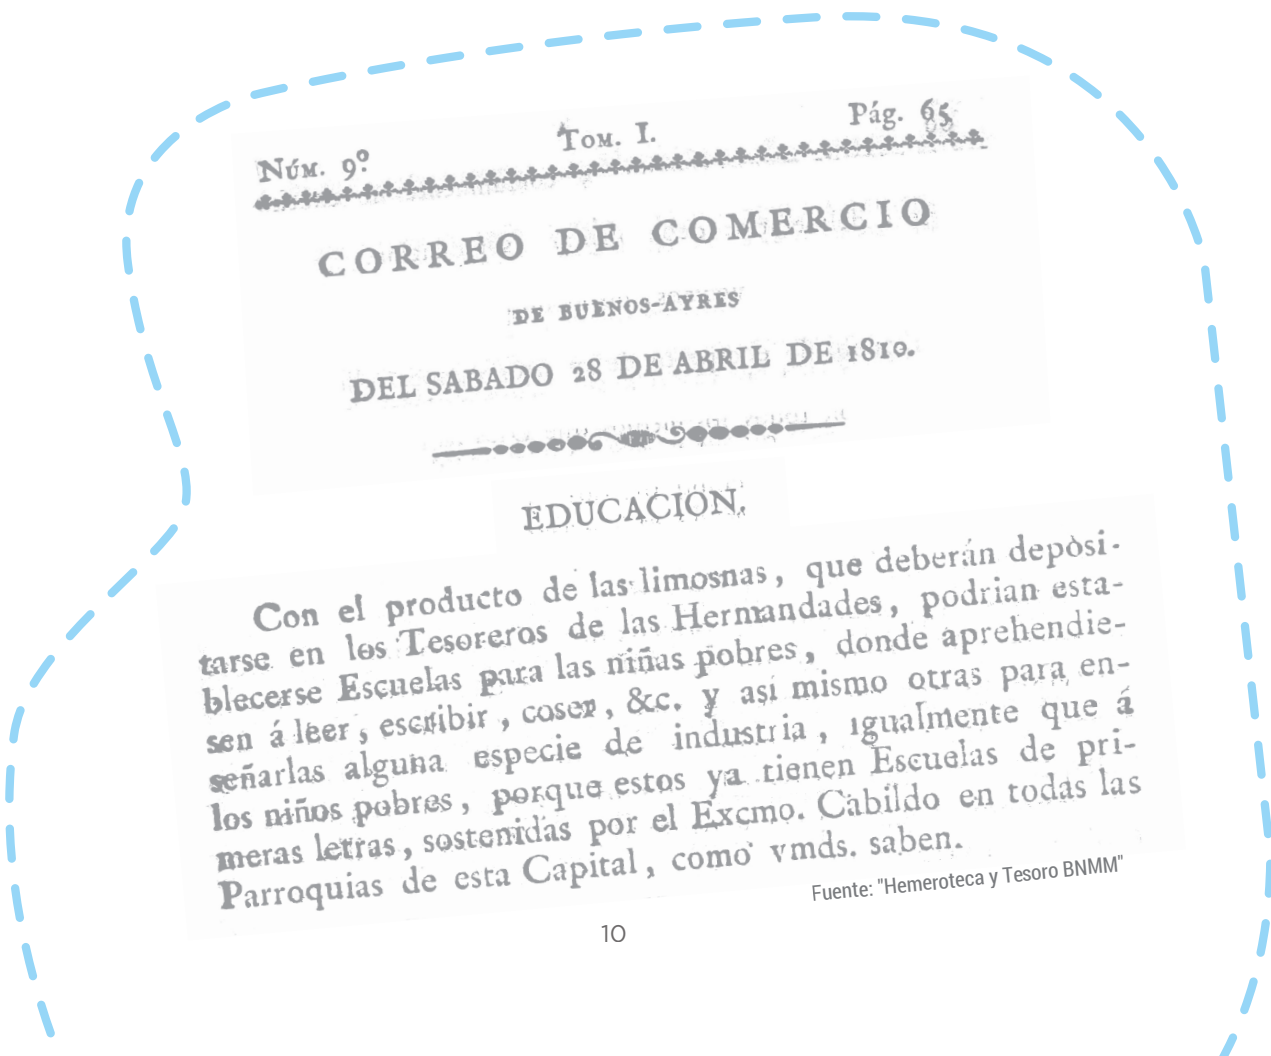 Núm. 9º Tom. I. Pág. 65
CORREO DE COMERCIO
DE BUENOS-AYRES
DEL SABADO 28 DE ABRIL DE 1810.
EDUCACION.
Con el producto de las limosnas, que deberán depòsi-
tarse en los Tesoreros de las Hermandades, podrian esta-
blecerse Escuelas para las niñas pobres, donde aprehendie-
sen á leer, escribir, coser, &c. y así mismo otras para en-
señarlas alguna especie de industria, igualmente que á
los niños pobres, porque estos ya tienen Escuelas de pri-
meras letras, sostenidas por el Excmo. Cabildo en todas las
Parroquias de esta Capital, como vmds. saben.
Fuente: "Hemeroteca y Tesoro BNMM"
10